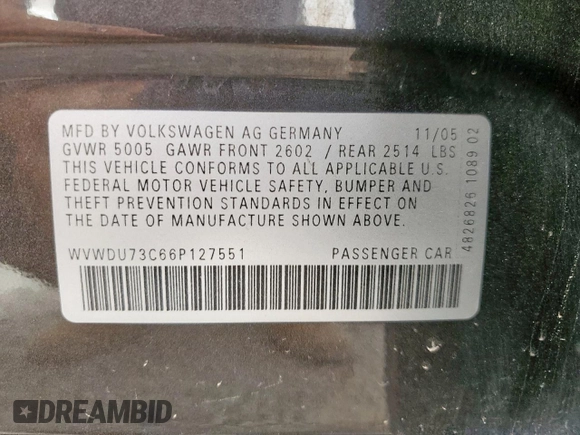 MFD BY VOLKSWAGEN AG GERMANY 11/05
GVWR 5005 GAWR FRONT 2602 / REAR 2514 LBS
THIS VEHICLE CONFORMS TO ALL APPLICABLE U.S.
FEDERAL MOTOR VEHICLE SAFETY, BUMPER AND
THEFT PREVENTION STANDARDS IN EFFECT ON
THE DATE OF MANUFACTURE SHOWN ABOVE.
WVWDU73C66P127551 PASSENGER CAR
4826826 1089 02
DREAMBID